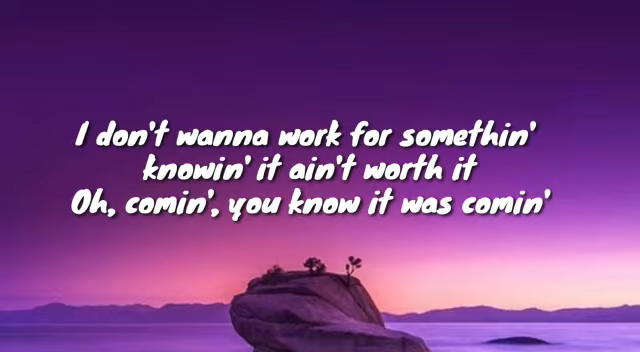 I don't wanna work for somethin'
knowin' it ain't worth it
Oh, comin', you know it was comin'